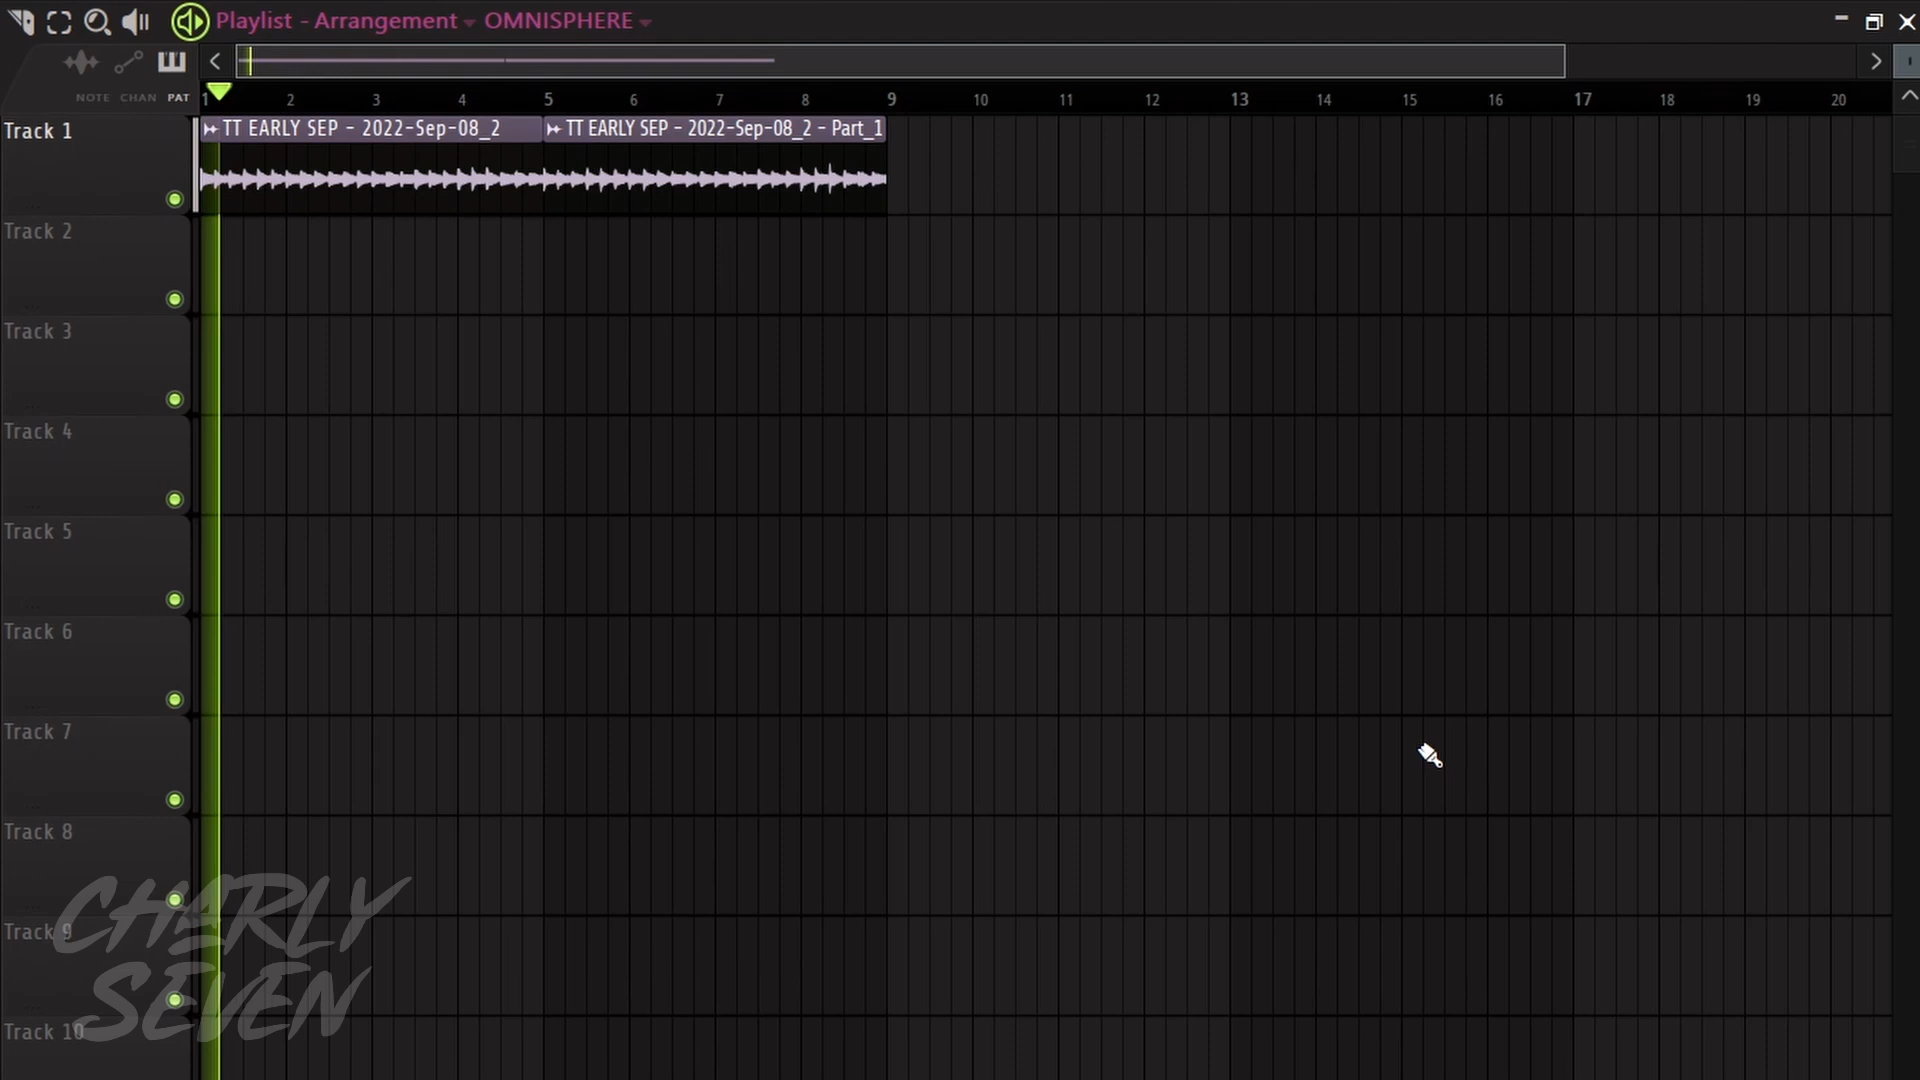 Playlist - Arrangement OMNISPHERE
NOTE CHAN PAT
1 2 3 4 5 6 7 8 9 10 11 12 13 14 15 16 17 18 19 20
Track 1
TT EARLY SEP - 2022-Sep-08_2
TT EARLY SEP - 2022-Sep-08_2 - Part_1
Track 2
Track 3
Track 4
Track 5
Track 6
Track 7
Track 8
Track 9
Track 10
CHARLY
SEVEN